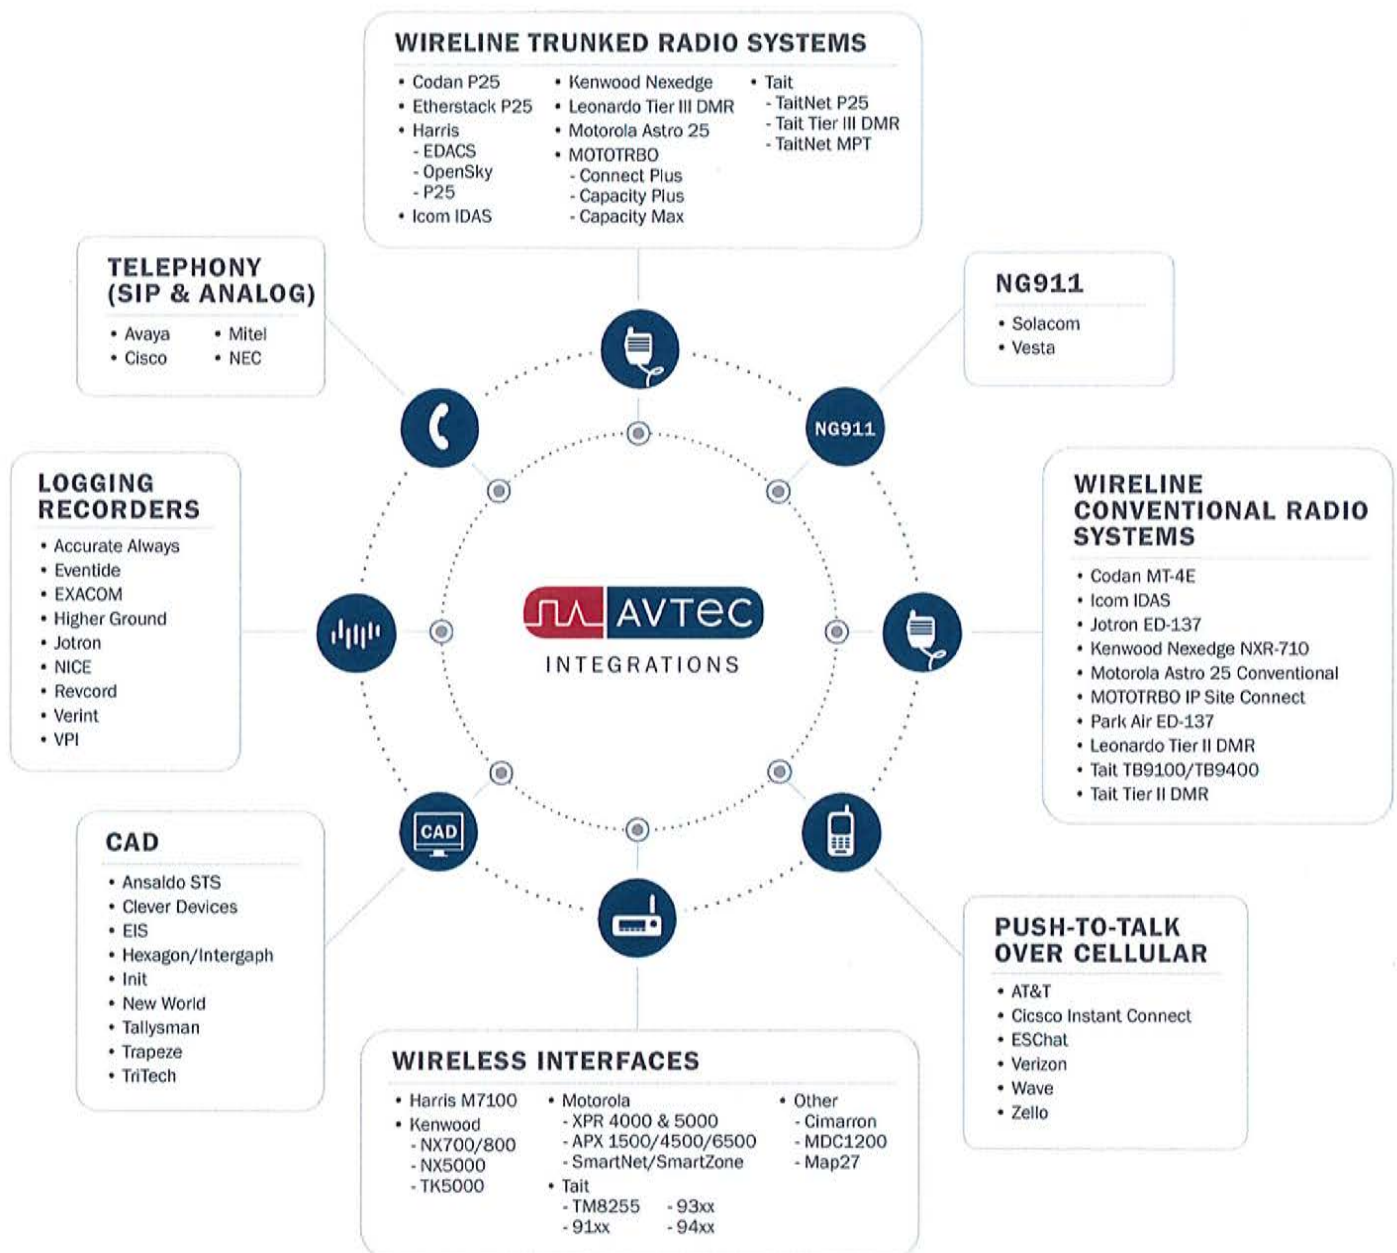 WIRELINE TRUNKED RADIO SYSTEMS
• Codan P25
• Etherstack P25
• Harris
- EDACS
- OpenSky
- P25
• Icom IDAS
• Kenwood Nexedge
• Leonardo Tier III DMR
• Motorola Astro 25
• MOTOTRBO
- Connect Plus
- Capacity Plus
- Capacity Max
• Tait
- TaitNet P25
- Tait Tier III DMR
- TaitNet MPT
TELEPHONY
(SIP & ANALOG)
• Avaya
• Cisco
• Mitel
• NEC
NG911
• Solacom
• Vesta
NG911
LOGGING
RECORDERS
• Accurate Always
• Eventide
• EXACOM
• Higher Ground
• Jotron
• NICE
• Revcord
• Verint
• VPI
AVTEC
INTEGRATIONS
WIRELINE
CONVENTIONAL RADIO
SYSTEMS
• Codan MT-4E
• Icom IDAS
• Jotron ED-137
• Kenwood Nexedge NXR-710
• Motorola Astro 25 Conventional
• MOTOTRBO IP Site Connect
• Park Air ED-137
• Leonardo Tier II DMR
• Tait TB9100/TB9400
• Tait Tier II DMR
CAD
• Ansaldo STS
• Clever Devices
• EIS
• Hexagon/Intergaph
• Init
• New World
• Tallysman
• Trapeze
• TriTech
CAD
PUSH-TO-TALK
OVER CELLULAR
• AT&T
• Cicsco Instant Connect
• ESChat
• Verizon
• Wave
• Zello
WIRELESS INTERFACES
• Harris M7100
• Kenwood
- NX700/800
- NX5000
- TK5000
• Motorola
- XPR 4000 & 5000
- APX 1500/4500/6500
- SmartNet/SmartZone
• Tait
- TM8255 - 93xx
- 91xx - 94xx
• Other
- Cimarron
- MDC1200
- Map27